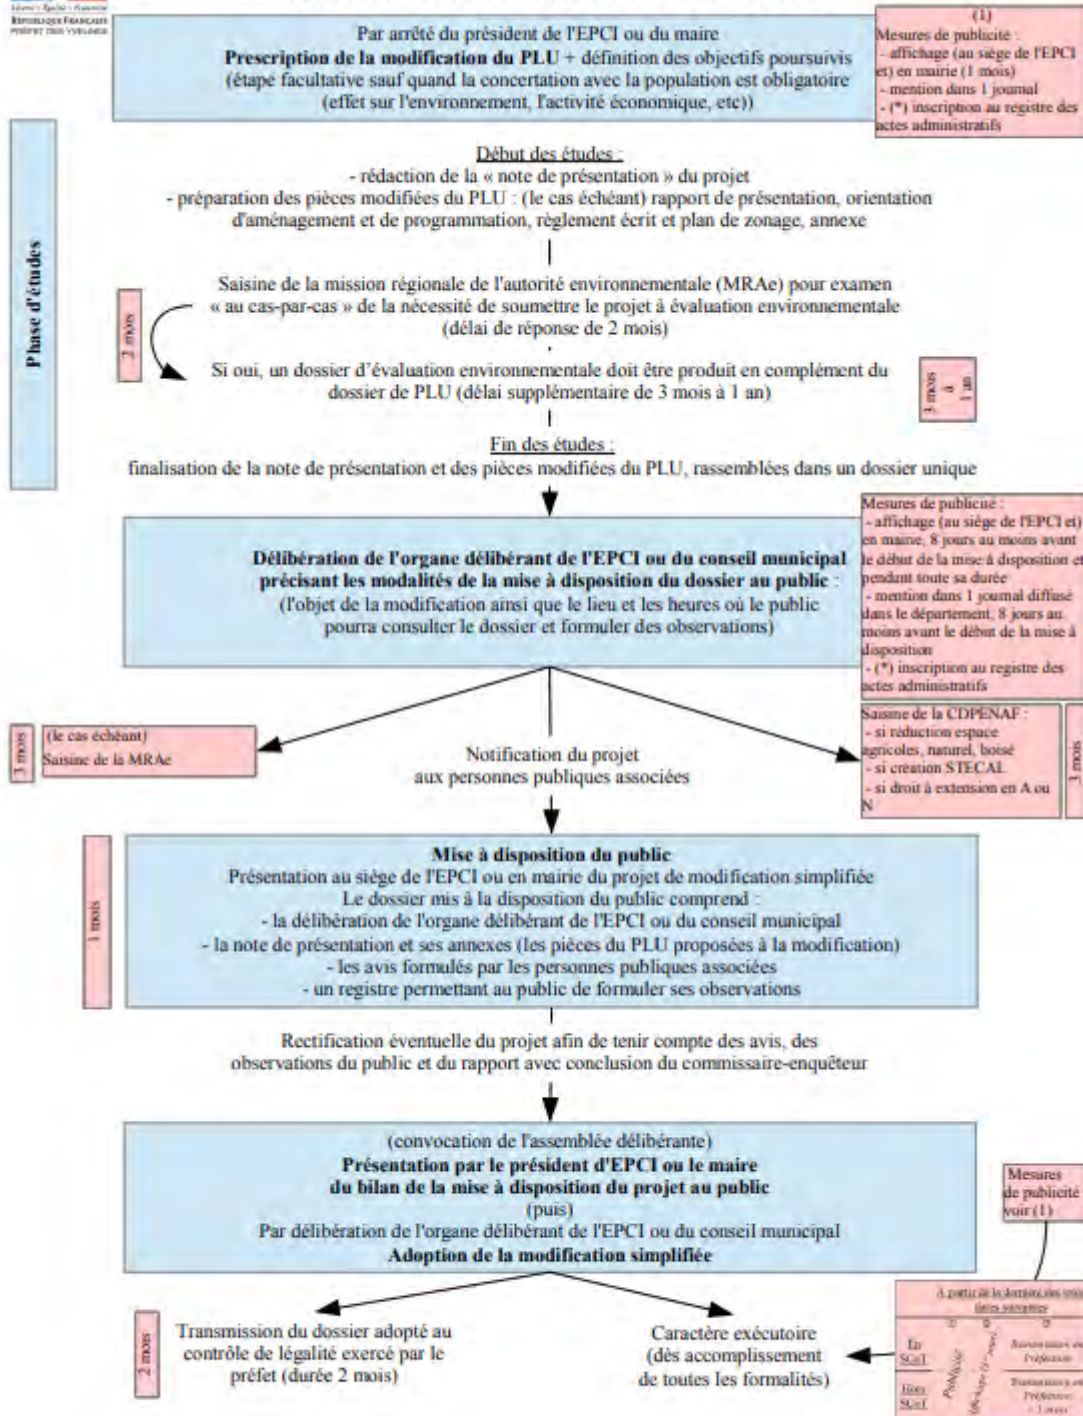 RÉPUBLIQUE FRANÇAISE
PRÉFET DES YVELINES
Par arrêté du président de l'EPCI ou du maire
Prescription de la modification du PLU + définition des objectifs poursuivis
(étape facultative sauf quand la concertation avec la population est obligatoire
(effet sur l'environnement, l'activité économique, etc))
(1)
Mesures de publicité :
- affichage (au siège de l'EPCI
et) en mairie (1 mois)
- mention dans 1 journal
- (*) inscription au registre des
actes administratifs
Phase d'études
Début des études :
- rédaction de la « note de présentation » du projet
- préparation des pièces modifiées du PLU : (le cas échéant) rapport de présentation, orientation
d'aménagement et de programmation, règlement écrit et plan de zonage, annexe
Saisine de la mission régionale de l'autorité environnementale (MRAe) pour examen
« au cas-par-cas » de la nécessité de soumettre le projet à évaluation environnementale
(délai de réponse de 2 mois)
2 mois
Si oui, un dossier d'évaluation environnementale doit être produit en complément du
dossier de PLU (délai supplémentaire de 3 mois à 1 an)
3 mois
à
1 an
Fin des études :
finalisation de la note de présentation et des pièces modifiées du PLU, rassemblées dans un dossier unique
Délibération de l'organe délibérant de l'EPCI ou du conseil municipal
précisant les modalités de la mise à disposition du dossier au public :
(l'objet de la modification ainsi que le lieu et les heures où le public
pourra consulter le dossier et formuler des observations)
Mesures de publicité :
- affichage (au siège de l'EPCI et)
en mairie, 8 jours au moins avant
le début de la mise à disposition et
pendant toute sa durée
- mention dans 1 journal diffusé
dans le département, 8 jours au
moins avant le début de la mise à
disposition
- (*) inscription au registre des
actes administratifs
3 mois
(le cas échéant)
Saisine de la MRAe
Notification du projet
aux personnes publiques associées
Saisine de la CDPENAF :
- si réduction espace
agricoles, naturel, boisé
- si création STECAL
- si droit à extension en A ou
N
3 mois
1 mois
Mise à disposition du public
Présentation au siège de l'EPCI ou en mairie du projet de modification simplifiée
Le dossier mis à la disposition du public comprend :
- la délibération de l'organe délibérant de l'EPCI ou du conseil municipal
- la note de présentation et ses annexes (les pièces du PLU proposées à la modification)
- les avis formulés par les personnes publiques associées
- un registre permettant au public de formuler ses observations
Rectification éventuelle du projet afin de tenir compte des avis, des
observations du public et du rapport avec conclusion du commissaire-enquêteur
(convocation de l'assemblée délibérante)
Présentation par le président d'EPCI ou le maire
du bilan de la mise à disposition du projet au public
(puis)
Par délibération de l'organe délibérant de l'EPCI ou du conseil municipal
Adoption de la modification simplifiée
Mesures
de publicité
voir (1)
2 mois
Transmission du dossier adopté au
contrôle de légalité exercé par le
préfet (durée 2 mois)
Caractère exécutoire
(dès accomplissement
de toutes les formalités)
En
SCoT
Publicité
Hors
SCoT